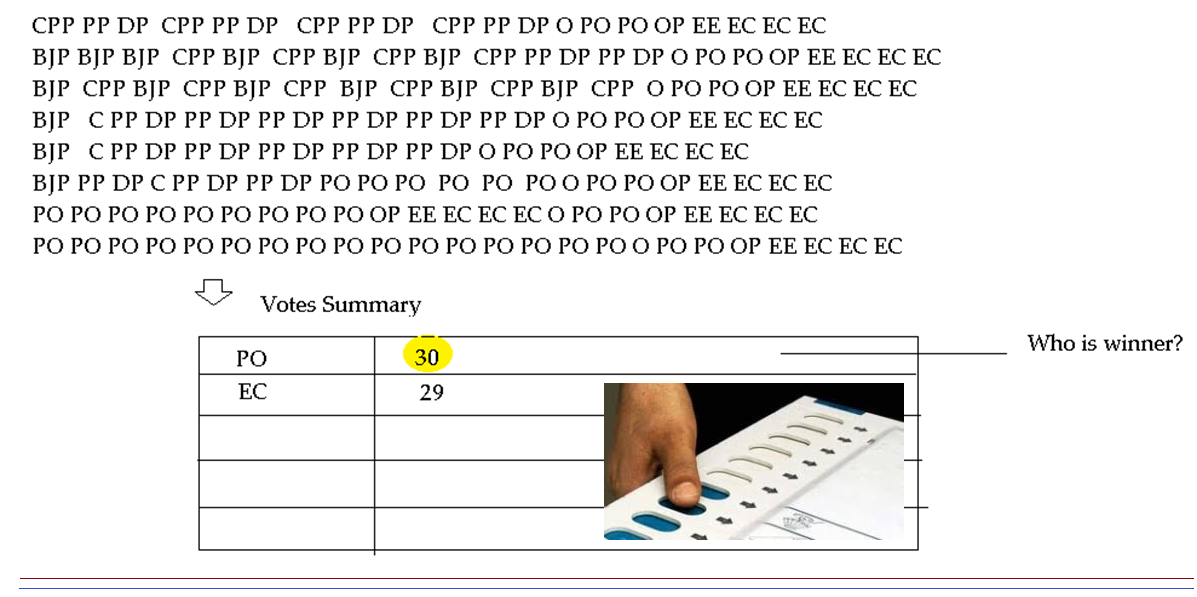 CPP PP DP CPP PP DP CPP PP DP CPP PP DP O PO PO OP EE EC EC EC
BJP BJP BJP CPP BJP CPP BJP CPP BJP CPP PP DP PP DP O PO PO OP EE EC EC EC
BJP CPP BJP CPP BJP CPP BJP CPP BJP CPP BJP CPP O PO PO OP EE EC EC EC
BJP C PP DP PP DP PP DP PP DP PP DP PP DP O PO PO OP EE EC EC EC
BJP C PP DP PP DP PP DP PP DP PP DP O PO PO OP EE EC EC EC
BJP PP DP C PP DP PP DP PO PO PO PO PO PO O PO PO OP EE EC EC EC
PO PO PO PO PO PO PO PO PO OP EE EC EC EC O PO PO OP EE EC EC EC
PO PO PO PO PO PO PO PO PO PO PO PO PO PO PO PO O PO PO OP EE EC EC EC
Votes Summary
PO 30
Who is winner?
EC 29